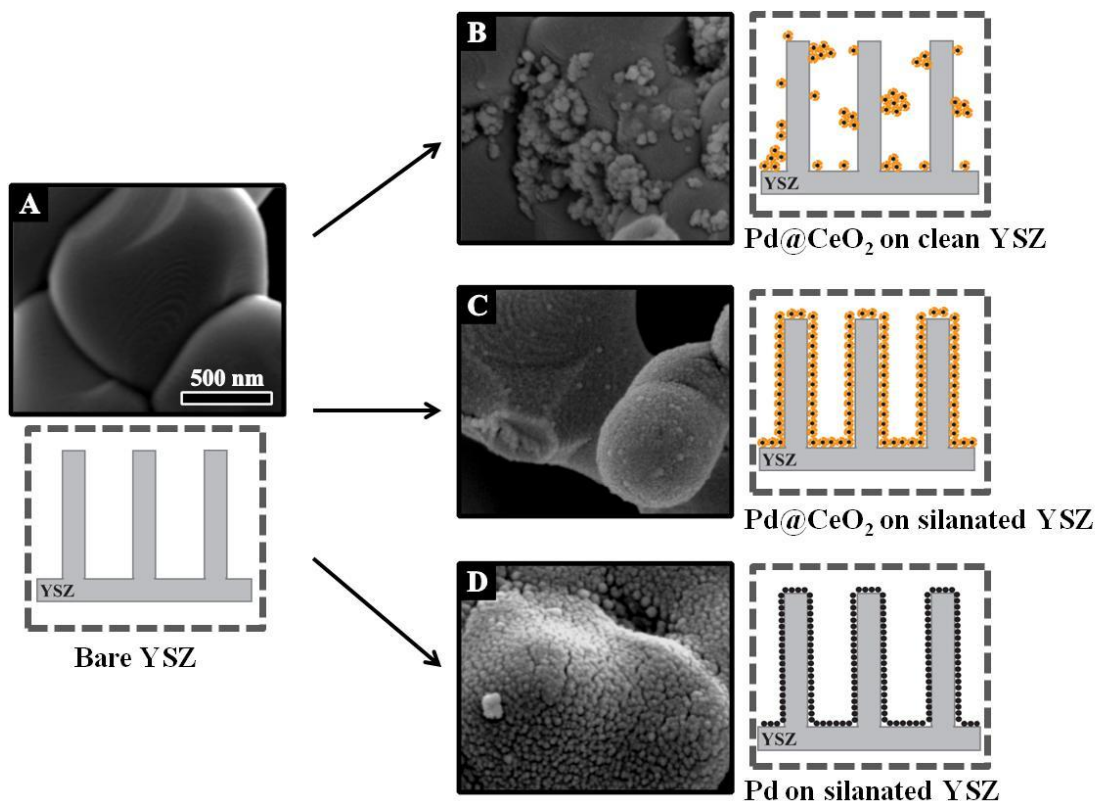 A
500 nm
YSZ
Bare YSZ
B
YSZ
Pd@CeO₂ on clean YSZ
C
YSZ
Pd@CeO₂ on silanated YSZ
D
YSZ
Pd on silanated YSZ